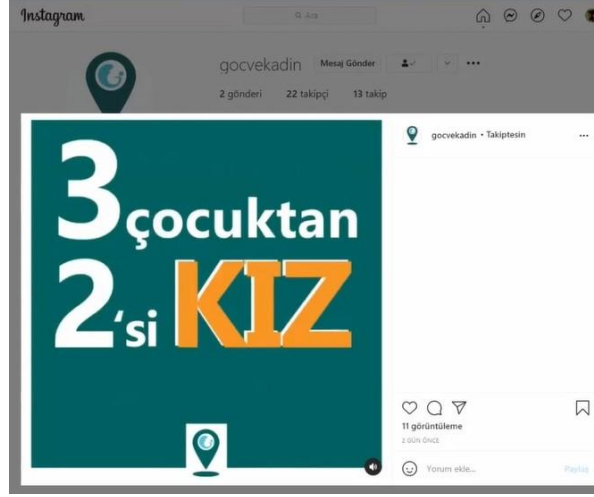 Instagram
Ara
gocvekadin Mesaj Gönder
2 gönderi 22 takipçi 13 takip
3 çocuktan
2'si KIZ
gocvekadin • Takiptesin
11 görüntüleme
2 GÜN ÖNCE
Yorum ekle...
Paylaş